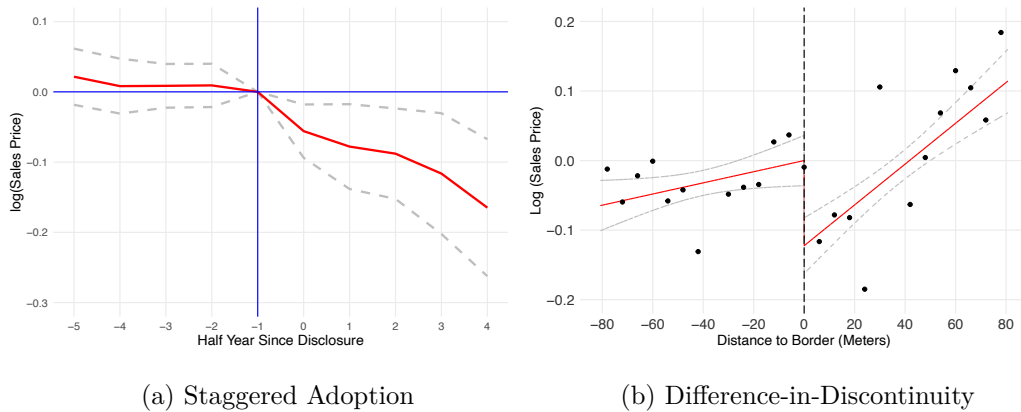 0.1
0.0
−0.1
−0.2
−0.3
log(Sales Price)
−5 −4 −3 −2 −1 0 1 2 3 4
Half Year Since Disclosure
(a) Staggered Adoption
0.2
0.1
0.0
−0.1
−0.2
Log (Sales Price)
−80 −60 −40 −20 0 20 40 60 80
Distance to Border (Meters)
(b) Difference-in-Discontinuity